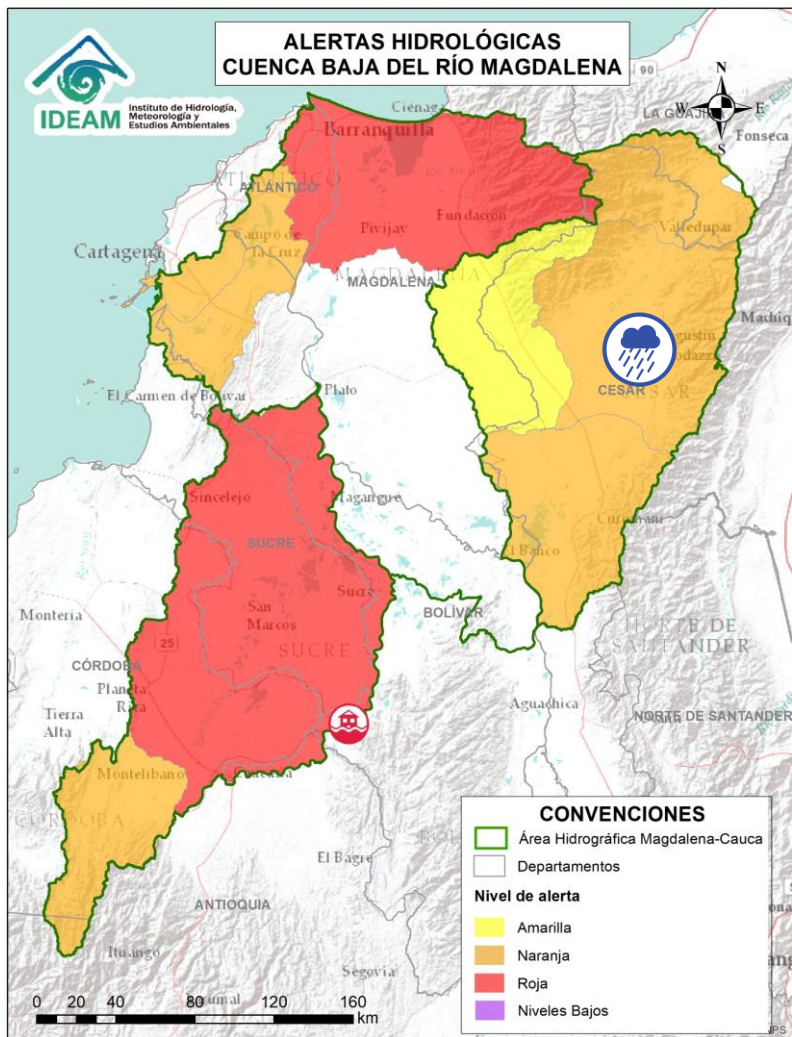 ALERTAS HIDROLÓGICAS
CUENCA BAJA DEL RÍO MAGDALENA
IDEAM
Instituto de Hidrología,
Meteorología y
Estudios Ambientales
N
W
E
S
90
Ciénaga
LA GUAJIRA
Fonseca
Barranquilla
ATLÁNTICO
Pivijay
Fundación
Campo de
la Cruz
Valledupar
Cartagena
MAGDALENA
MAGDALENA
CESAR
El Carmen de Bolívar
Plato
Sincelejo
Magangue
SUCRE
Curumaní
El Banco
Sucre
BOLÍVAR
San
Marcos
SUCRE
Montería
25
CÓRDOBA
Planeta
Rica
Tierra
Alta
NORTE DE
SANTANDER
NORTE DE SANTANDER
Aguachica
Montelibano
CÓRDOBA
El Bagre
ANTIOQUIA
Ituango
Segovia
0 20 40 80 120 160
km
CONVENCIONES
Área Hidrográfica Magdalena-Cauca
Departamentos
Nivel de alerta
Amarilla
Naranja
Roja
Niveles Bajos